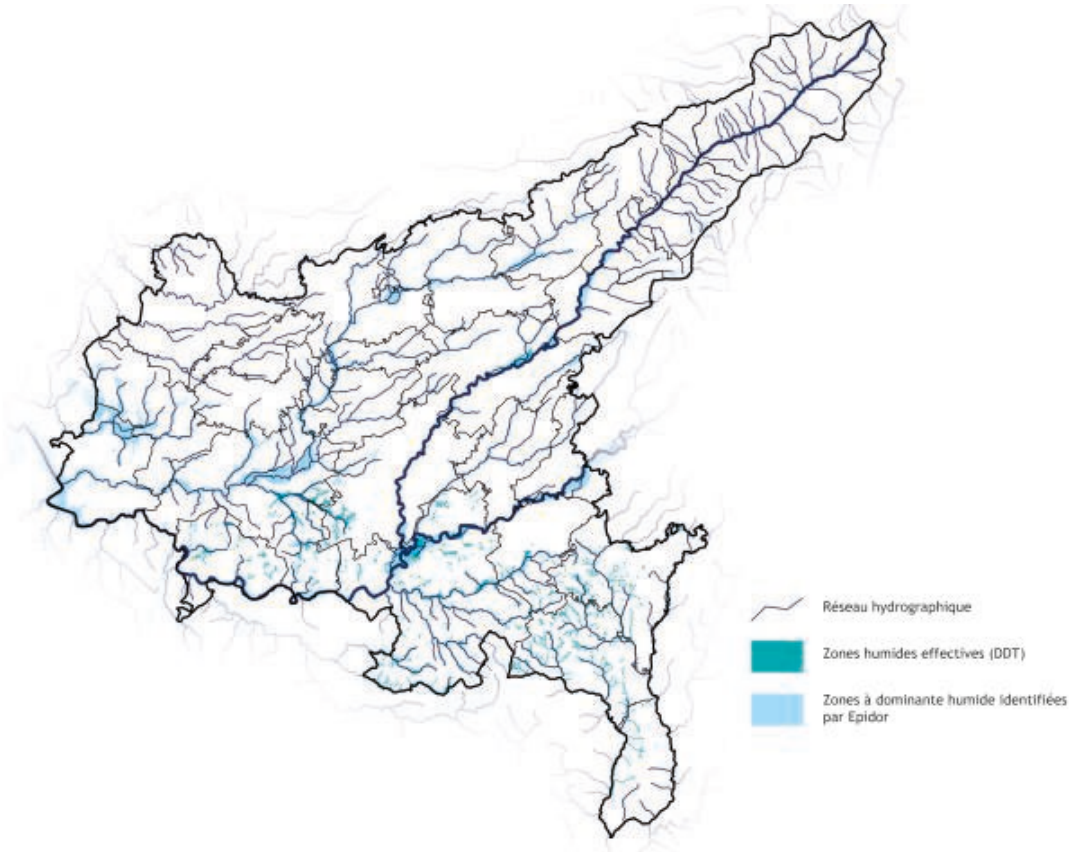 Réseau hydrographique
Zones humides effectives (DDT)
Zones à dominante humide identifiées
par Epidor